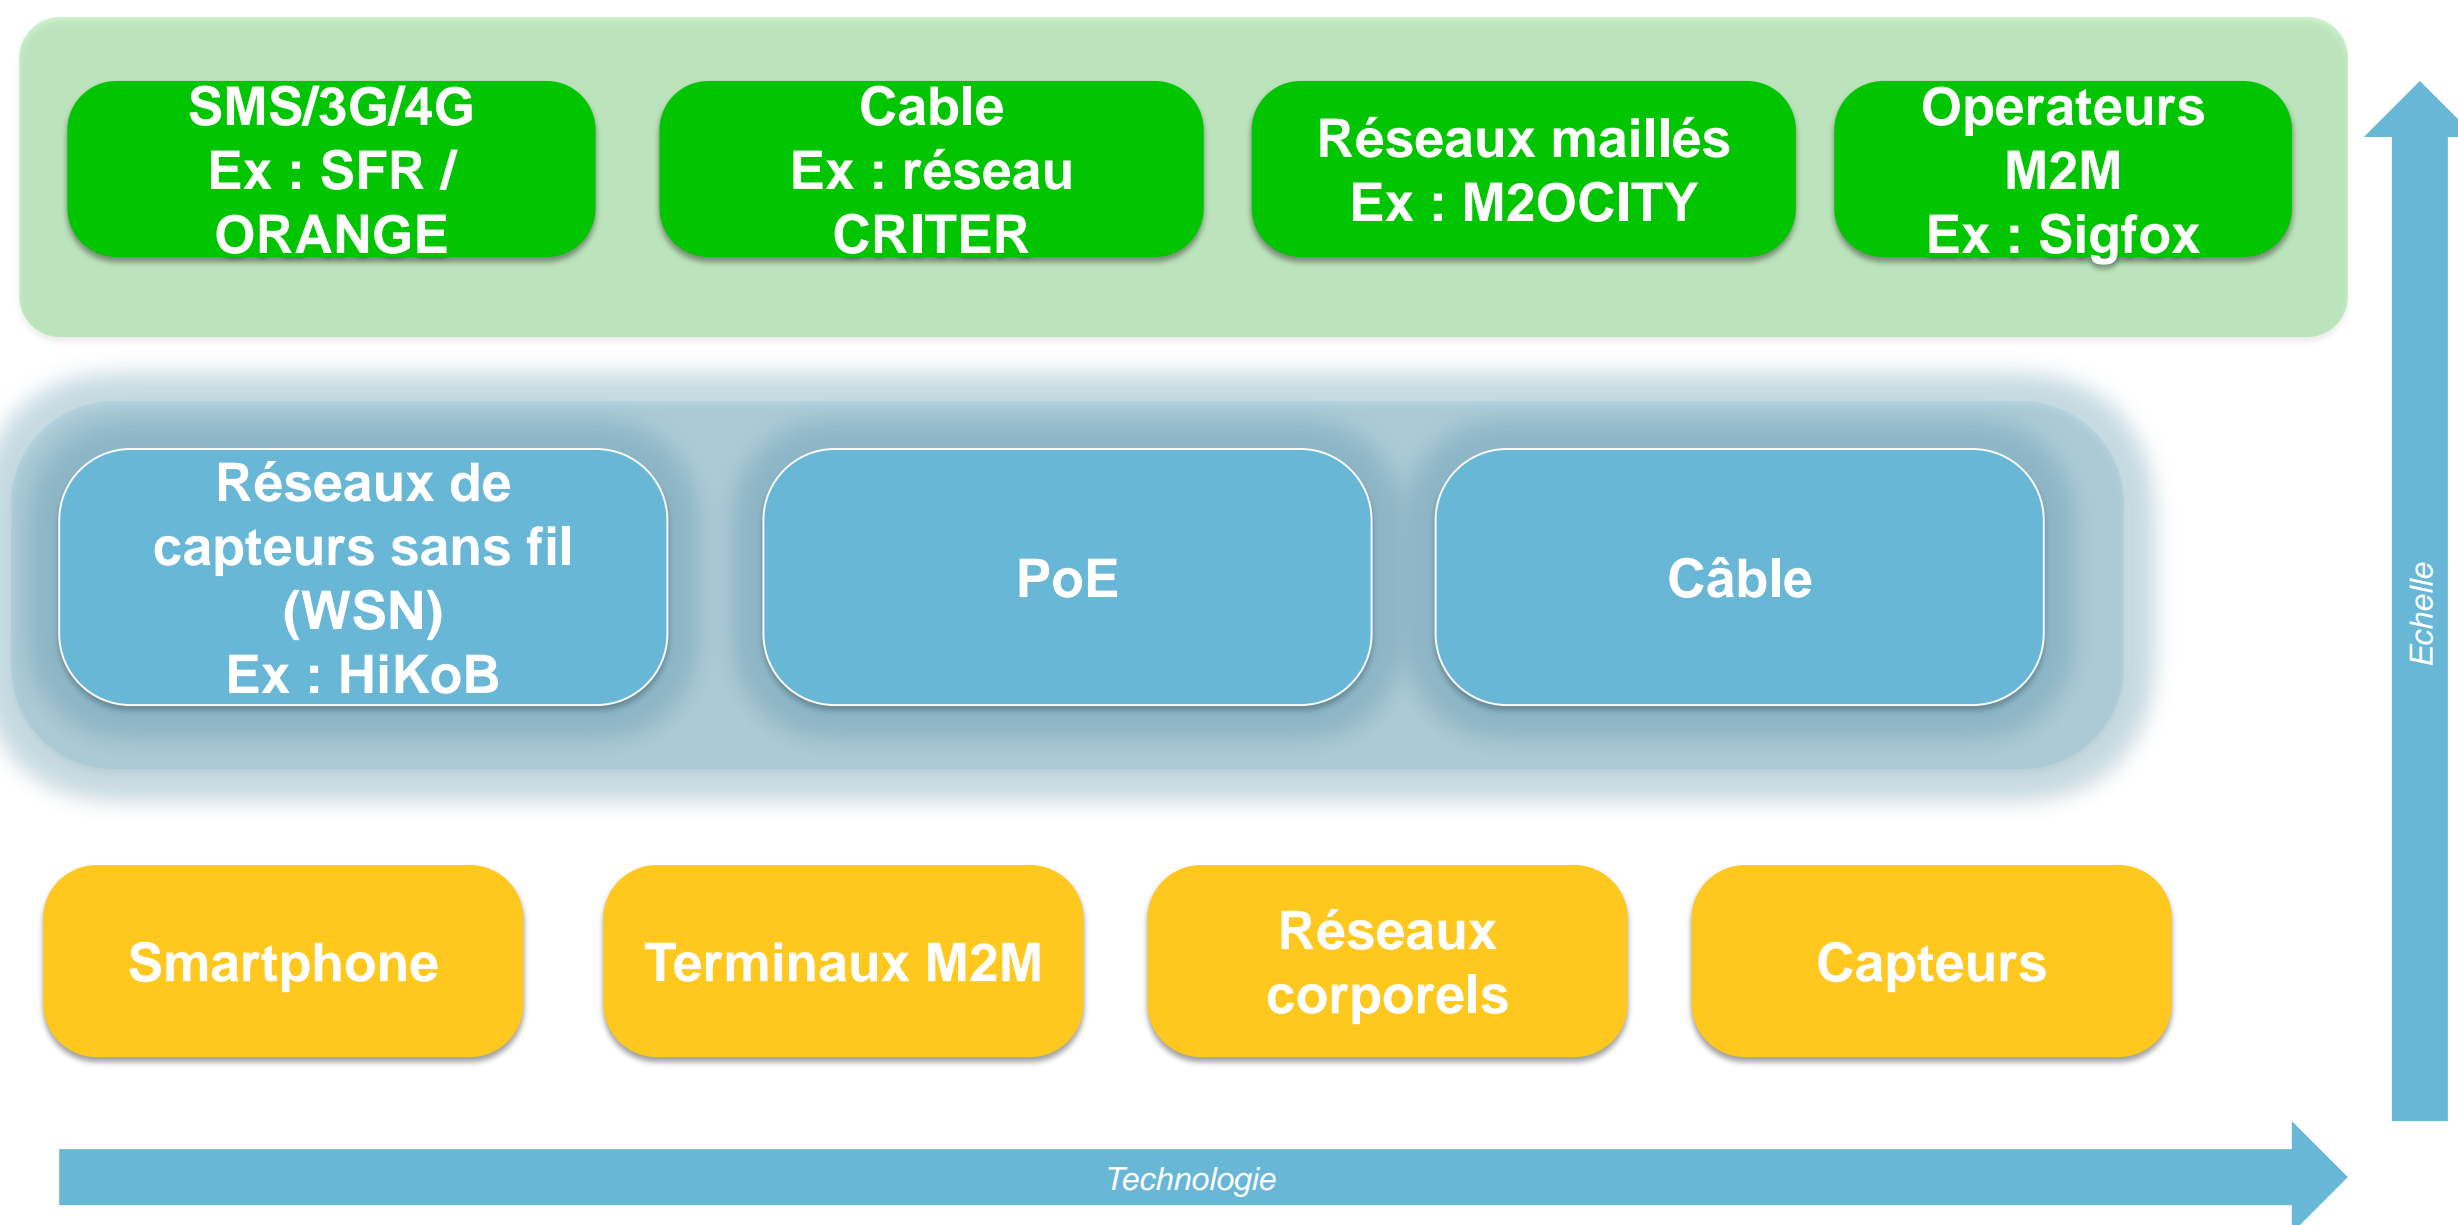 SMS/3G/4G
Ex : SFR /
ORANGE
Cable
Ex : réseau
CRITER
Réseaux maillés
Ex : M2OCITY
Operateurs
M2M
Ex : Sigfox
Réseaux de
capteurs sans fil
(WSN)
Ex : HiKoB
PoE
Câble
Echelle
Smartphone
Terminaux M2M
Réseaux
corporels
Capteurs
Technologie